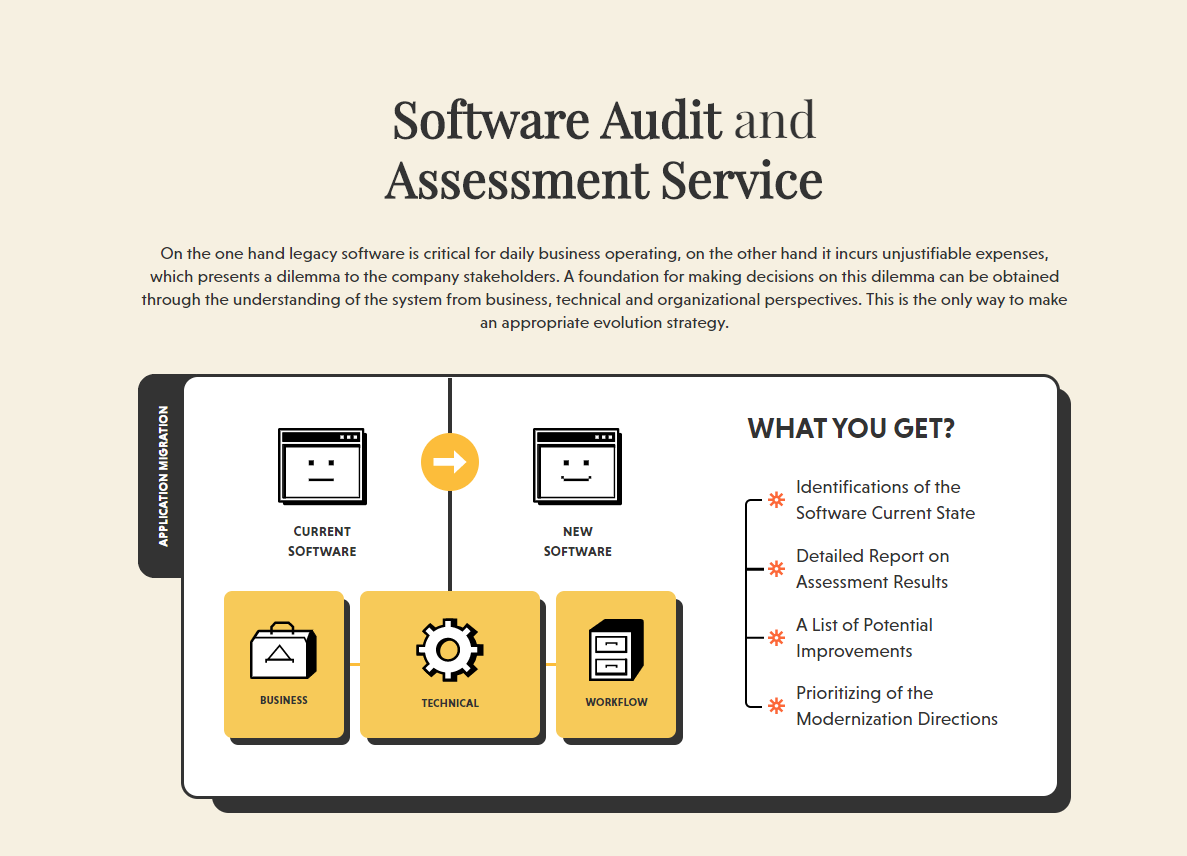 Software Audit and
Assessment Service
On the one hand legacy software is critical for daily business operating, on the other hand it incurs unjustifiable expenses,
which presents a dilemma to the company stakeholders. A foundation for making decisions on this dilemma can be obtained
through the understanding of the system from business, technical and organizational perspectives. This is the only way to make
an appropriate evolution strategy.
APPLICATION MIGRATION
CURRENT
SOFTWARE
NEW
SOFTWARE
BUSINESS
TECHNICAL
WORKFLOW
WHAT YOU GET?
Identifications of the
Software Current State
Detailed Report on
Assessment Results
A List of Potential
Improvements
Prioritizing of the
Modernization Directions